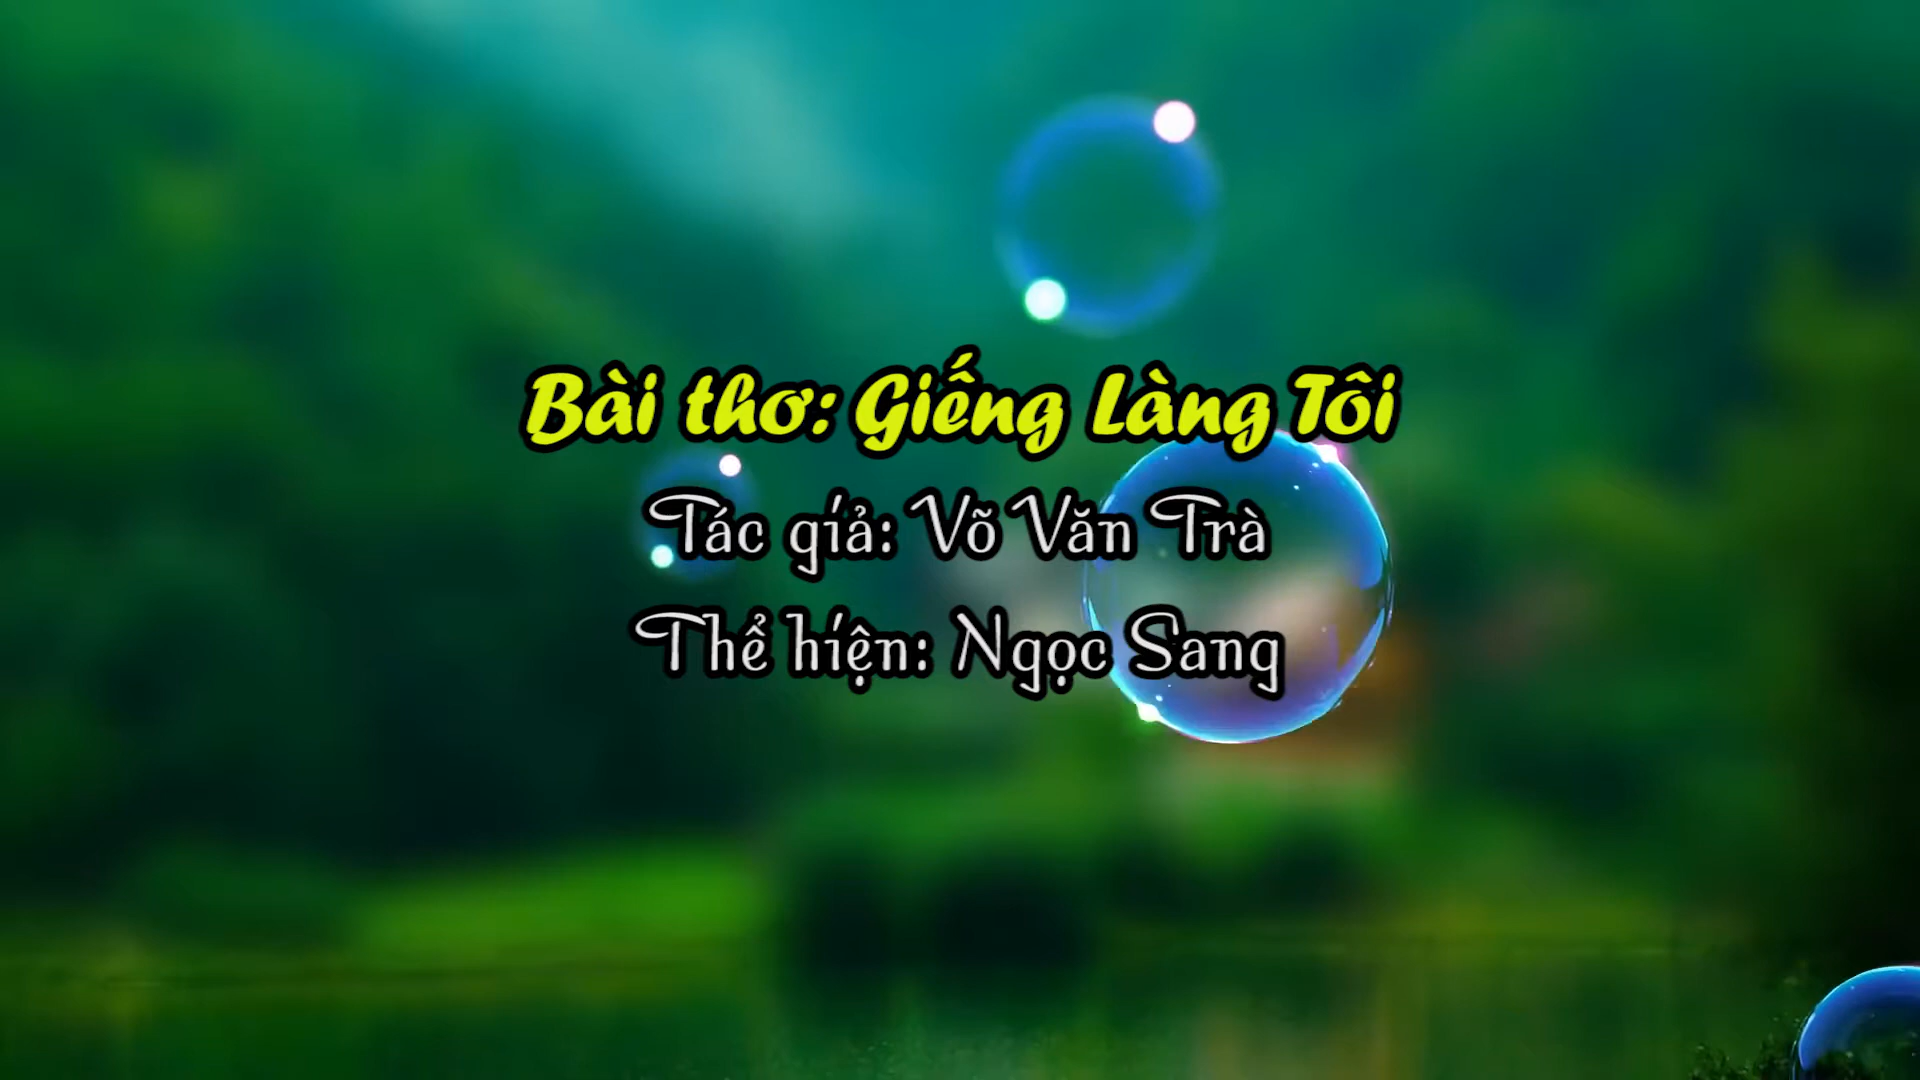 Bài thơ: Giếng Làng Tôi
Tác giả: Võ Văn Trà
Thể hiện: Ngọc Sang